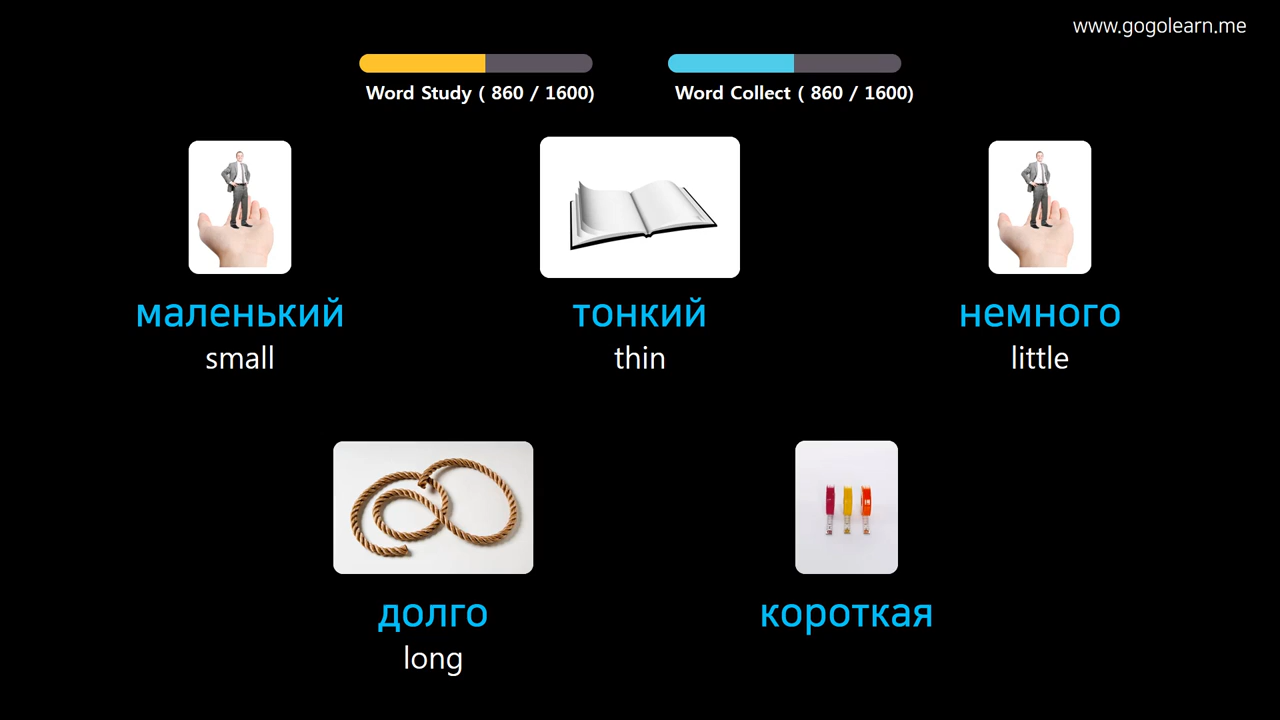 www.gogolearn.me
Word Study ( 860 / 1600)
Word Collect ( 860 / 1600)
маленький
small
тонкий
thin
немного
little
долго
long
короткая